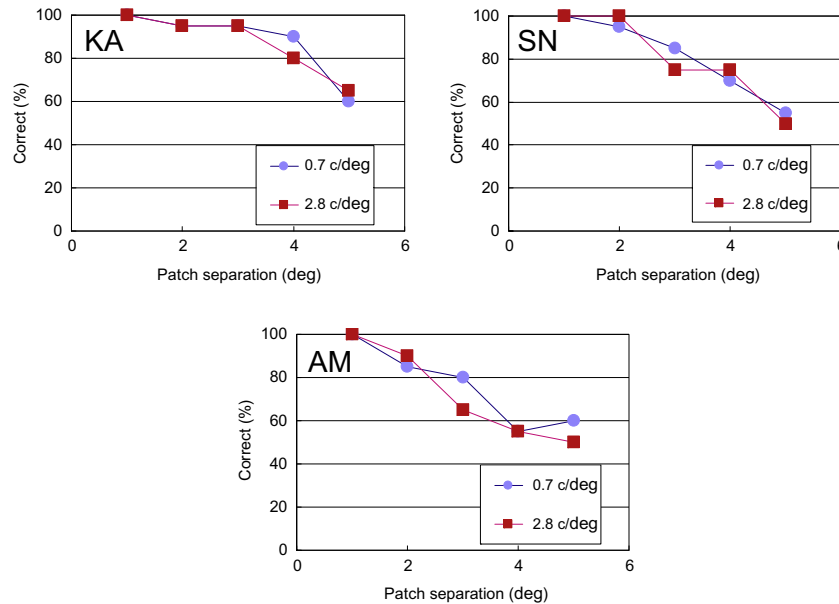 100
KA
80
60
40
20
0
0 2 4 6
Correct (%)
Patch separation (deg)
0.7 c/deg
2.8 c/deg
100
SN
80
60
40
20
0
0 2 4 6
Correct (%)
Patch separation (deg)
0.7 c/deg
2.8 c/deg
100
AM
80
60
40
20
0
0 2 4 6
Correct (%)
Patch separation (deg)
0.7 c/deg
2.8 c/deg